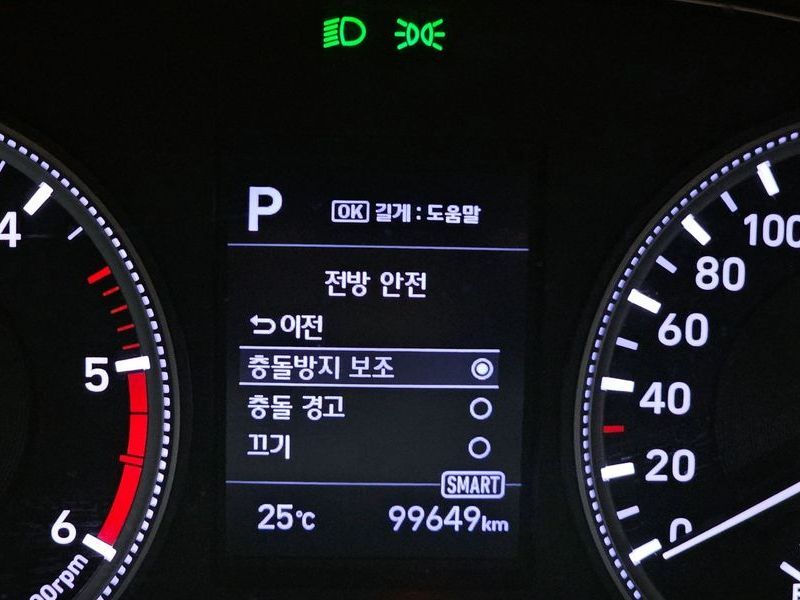 P
OK 길게 : 도움말
전방 안전
이전
충돌방지 보조
충돌 경고
끄기
SMART
25℃ 99649km
4
5
6
00rpm
100
80
60
40
20
0